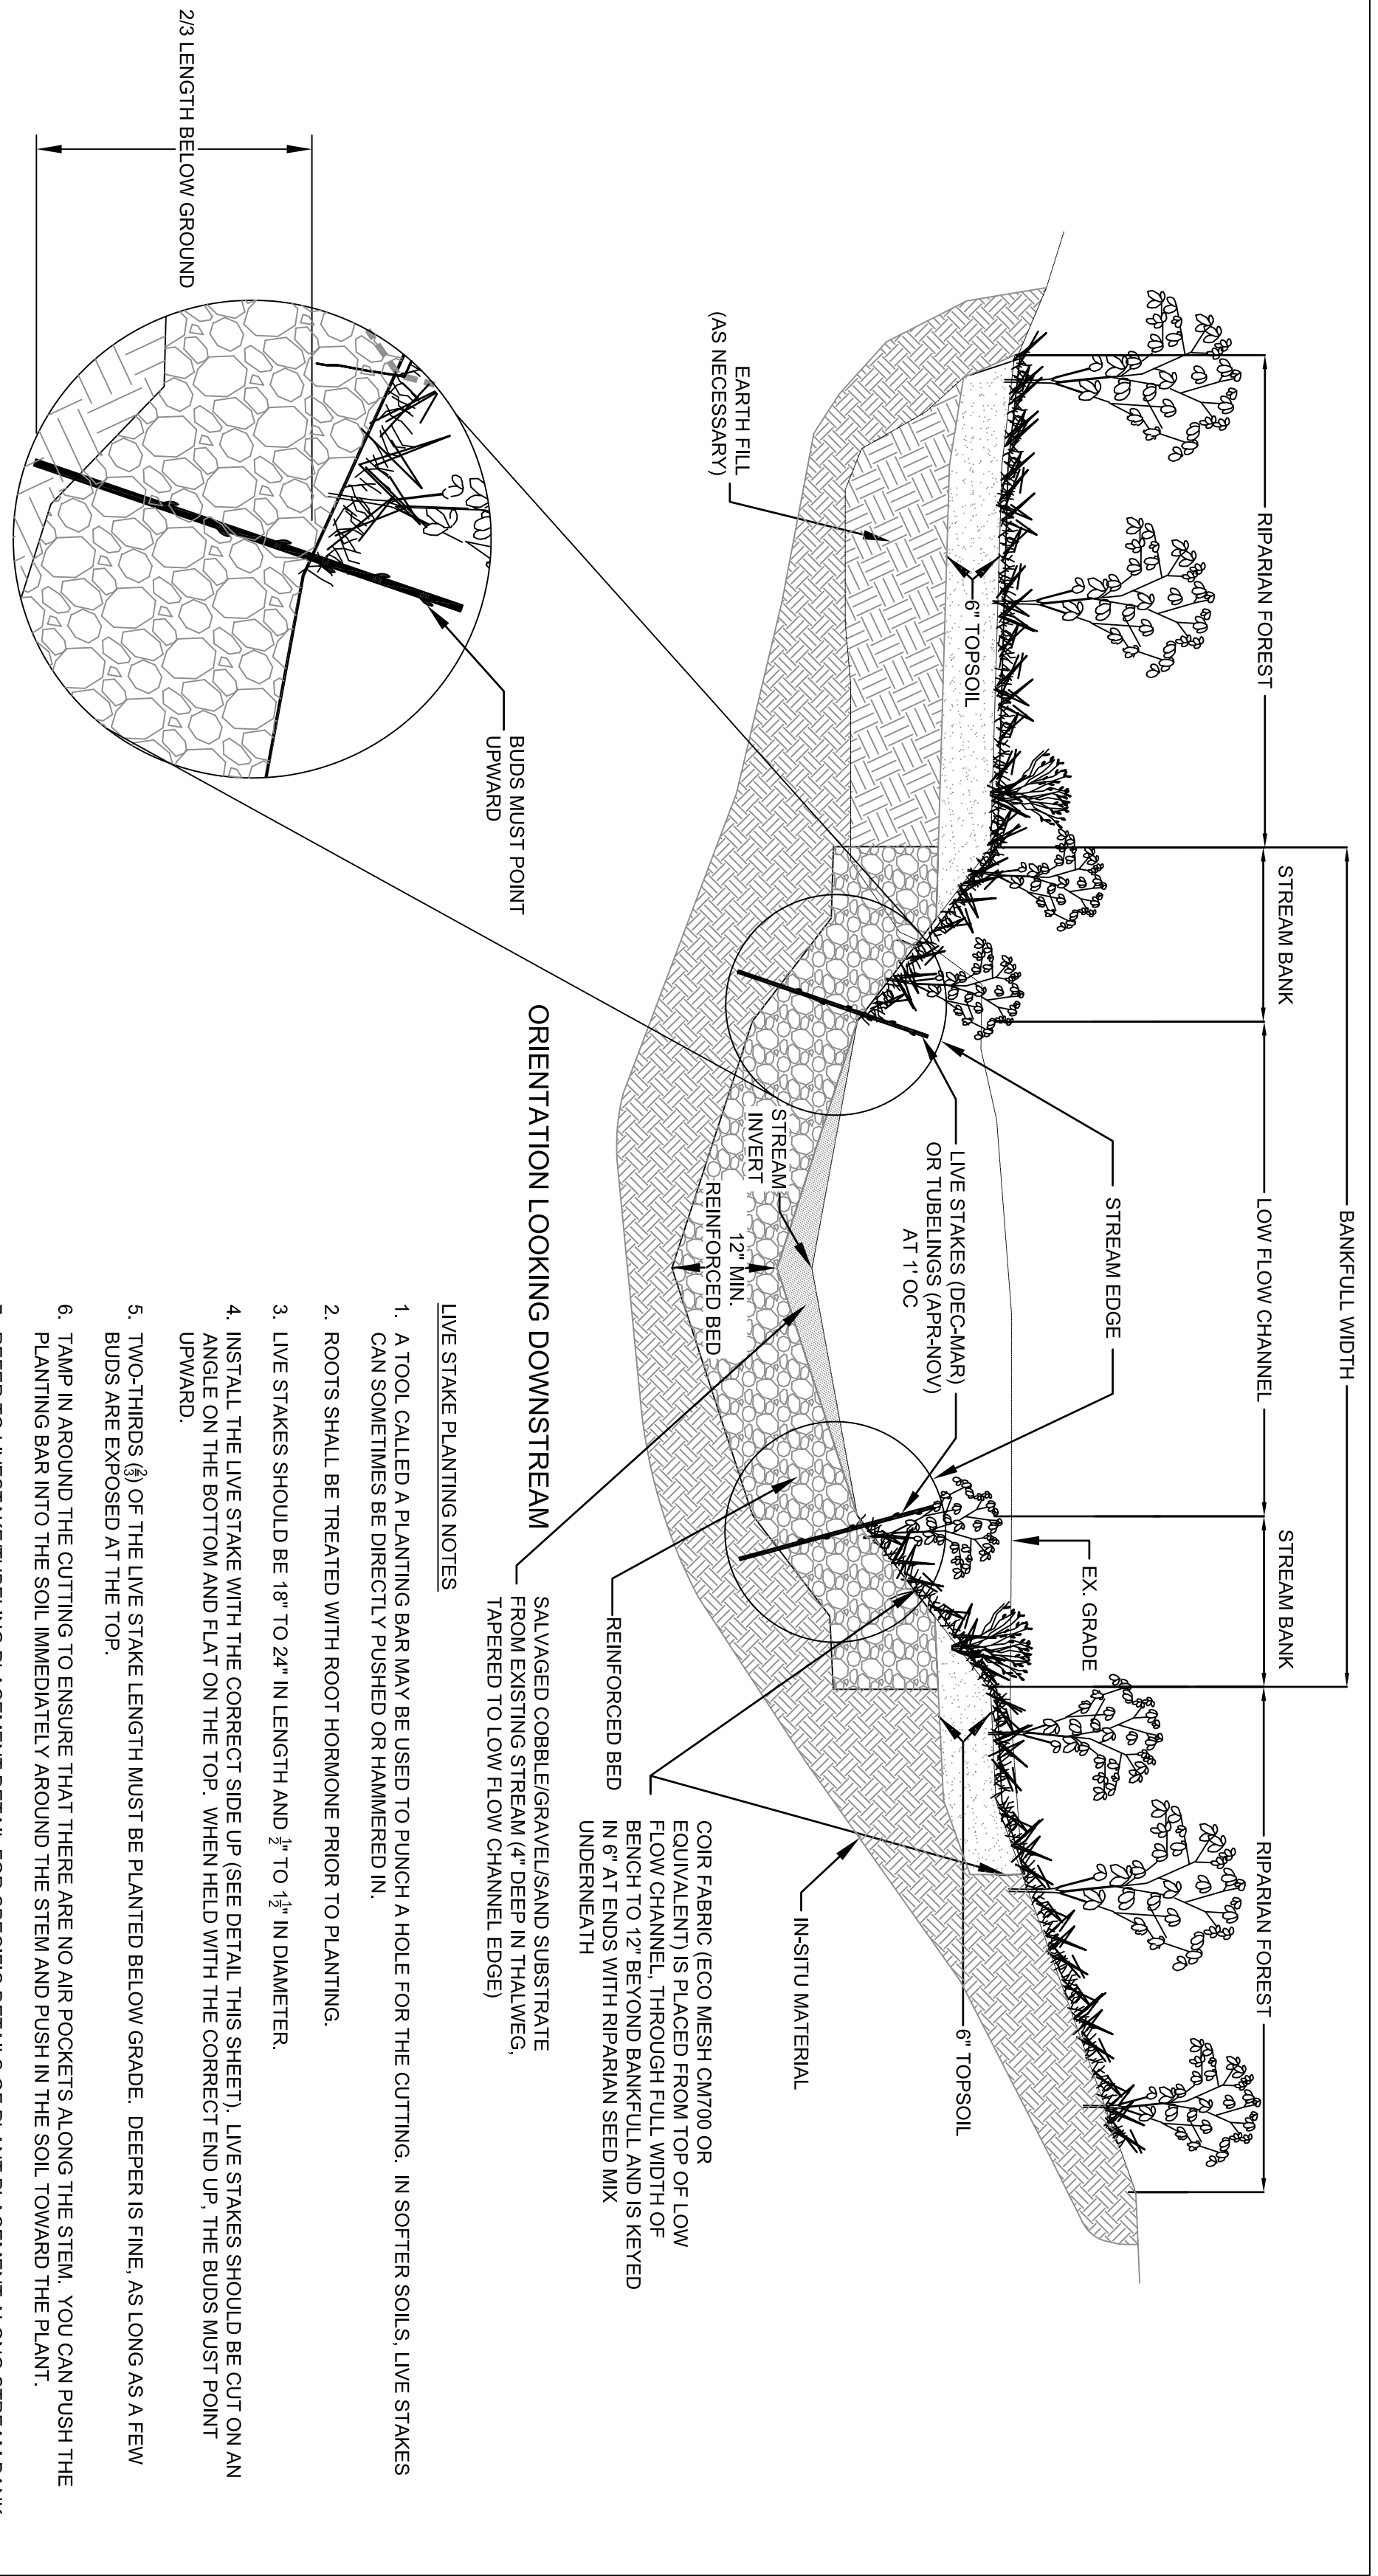 BANKFULL WIDTH
RIPARIAN FOREST
STREAM BANK
LOW FLOW CHANNEL
STREAM BANK
RIPARIAN FOREST
STREAM EDGE
EX. GRADE
6" TOPSOIL
LIVE STAKES (DEC-MAR)
OR TUBELINGS (APR-NOV)
AT 1' OC
6" TOPSOIL
EARTH FILL
(AS NECESSARY)
STREAM
INVERT
12" MIN.
REINFORCED BED
IN-SITU MATERIAL
COIR FABRIC (ECO MESH CM700 OR
EQUIVALENT) IS PLACED FROM TOP OF LOW
FLOW CHANNEL, THROUGH FULL WIDTH OF
BENCH TO 12" BEYOND BANKFULL AND IS KEYED
IN 6" AT ENDS WITH RIPARIAN SEED MIX
UNDERNEATH
REINFORCED BED
SALVAGED COBBLE/GRAVEL/SAND SUBSTRATE
FROM EXISTING STREAM (4" DEEP IN THALWEG,
TAPERED TO LOW FLOW CHANNEL EDGE)
ORIENTATION LOOKING DOWNSTREAM
BUDS MUST POINT
UPWARD
2/3 LENGTH BELOW GROUND
LIVE STAKE PLANTING NOTES
1. A TOOL CALLED A PLANTING BAR MAY BE USED TO PUNCH A HOLE FOR THE CUTTING. IN SOFTER SOILS, LIVE STAKES
CAN SOMETIMES BE DIRECTLY PUSHED OR HAMMERED IN.
2. ROOTS SHALL BE TREATED WITH ROOT HORMONE PRIOR TO PLANTING.
3. LIVE STAKES SHOULD BE 18" TO 24" IN LENGTH AND ½" TO 1½" IN DIAMETER.
4. INSTALL THE LIVE STAKE WITH THE CORRECT SIDE UP (SEE DETAIL THIS SHEET). LIVE STAKES SHOULD BE CUT ON AN
ANGLE ON THE BOTTOM AND FLAT ON THE TOP. WHEN HELD WITH THE CORRECT END UP, THE BUDS MUST POINT
UPWARD.
5. TWO-THIRDS (⅔) OF THE LIVE STAKE LENGTH MUST BE PLANTED BELOW GRADE. DEEPER IS FINE, AS LONG AS A FEW
BUDS ARE EXPOSED AT THE TOP.
6. TAMP IN AROUND THE CUTTING TO ENSURE THAT THERE ARE NO AIR POCKETS ALONG THE STEM. YOU CAN PUSH THE
PLANTING BAR INTO THE SOIL IMMEDIATELY AROUND THE STEM AND PUSH IN THE SOIL TOWARD THE PLANT.